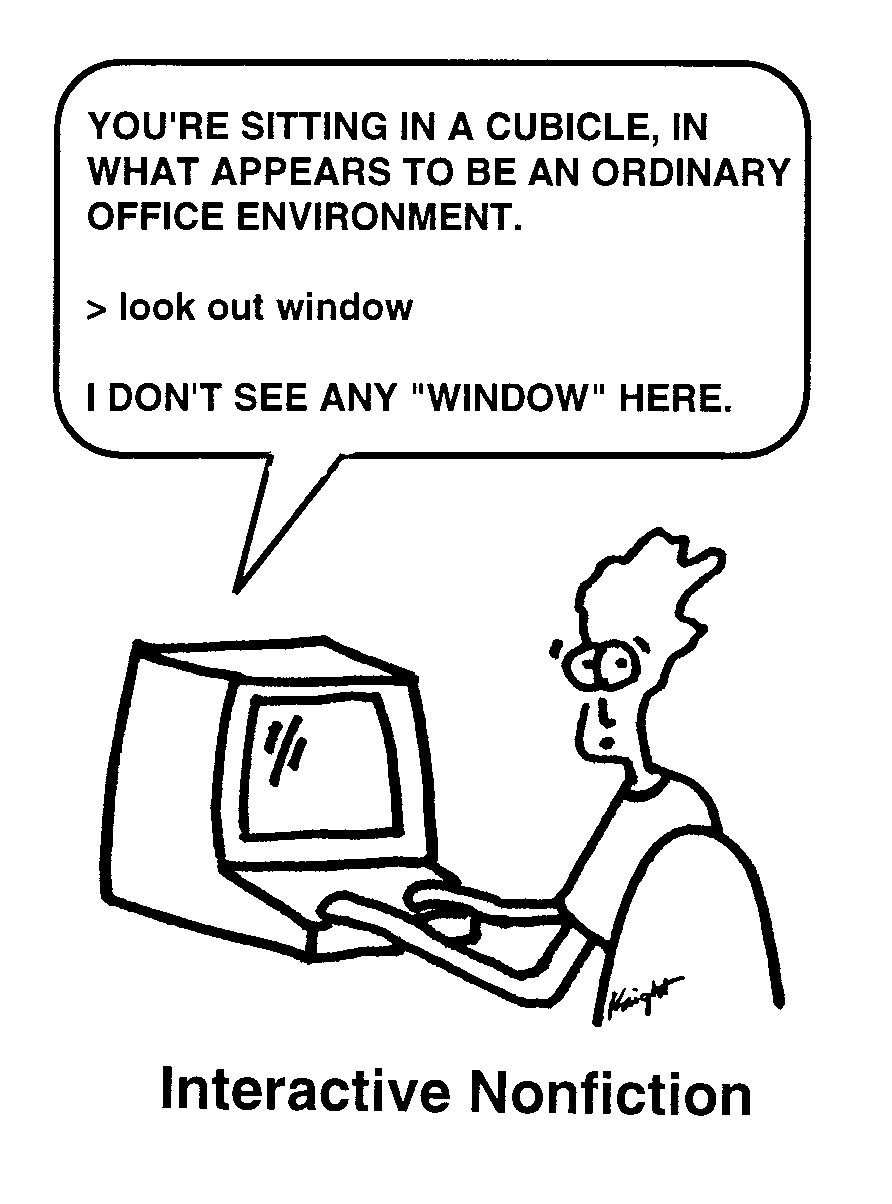 YOU'RE SITTING IN A CUBICLE, IN
WHAT APPEARS TO BE AN ORDINARY
OFFICE ENVIRONMENT.
> look out window
I DON'T SEE ANY "WINDOW" HERE.
Knight
Interactive Nonfiction